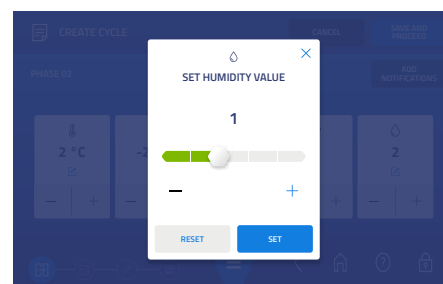 CREATE CYCLE
CANCEL
SAVE AND
PROCEED
PHASE 02
ADD
NOTIFICATIONS
SET HUMIDITY VALUE
1
2 °C
-2
2
RESET
SET